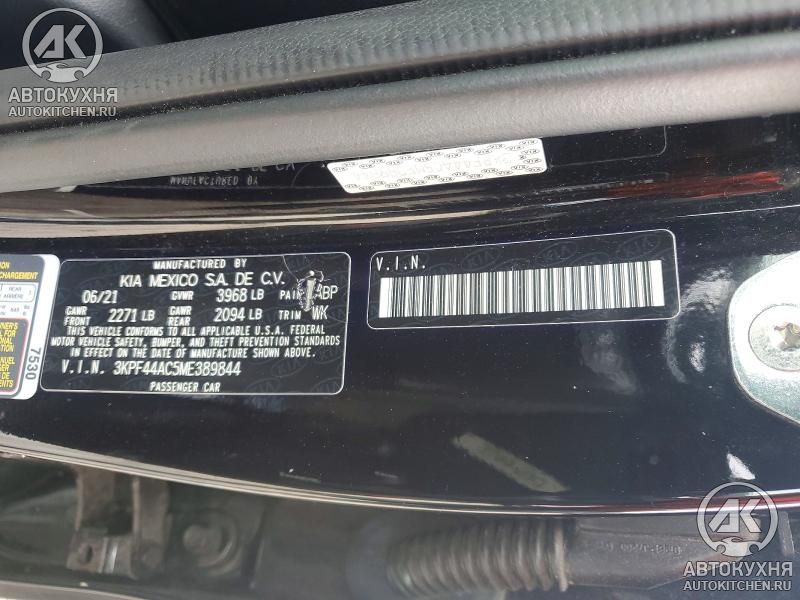 АВТОКУХНЯ
AUTOKITCHEN.RU
MANUFACTURED BY
KIA MEXICO S.A. DE C.V.
06/21 GVWR 3968 LB PAINT ABP
GAWR FRONT 2271 LB GAWR REAR 2094 LB TRIM WK
THIS VEHICLE CONFORMS TO ALL APPLICABLE U.S.A. FEDERAL
MOTOR VEHICLE SAFETY, BUMPER, AND THEFT PREVENTION STANDARDS
IN EFFECT ON THE DATE OF MANUFACTURE SHOWN ABOVE.
V.I.N. 3KPF44AC5ME389844
PASSENGER CAR
V.I.N.
7530
АВТОКУХНЯ
AUTOKITCHEN.RU